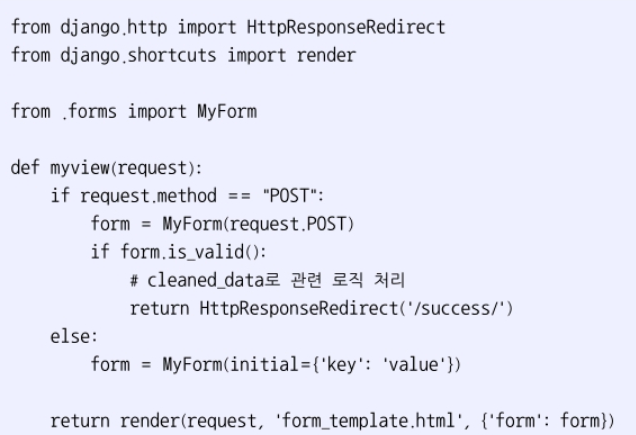 from django.http import HttpResponseRedirect
from django.shortcuts import render

from .forms import MyForm

def myview(request):
    if request.method == "POST":
        form = MyForm(request.POST)
        if form.is_valid():
            # cleaned_data로 관련 로직 처리
            return HttpResponseRedirect('/success/')
    else:
        form = MyForm(initial={'key': 'value'})

    return render(request, 'form_template.html', {'form': form})